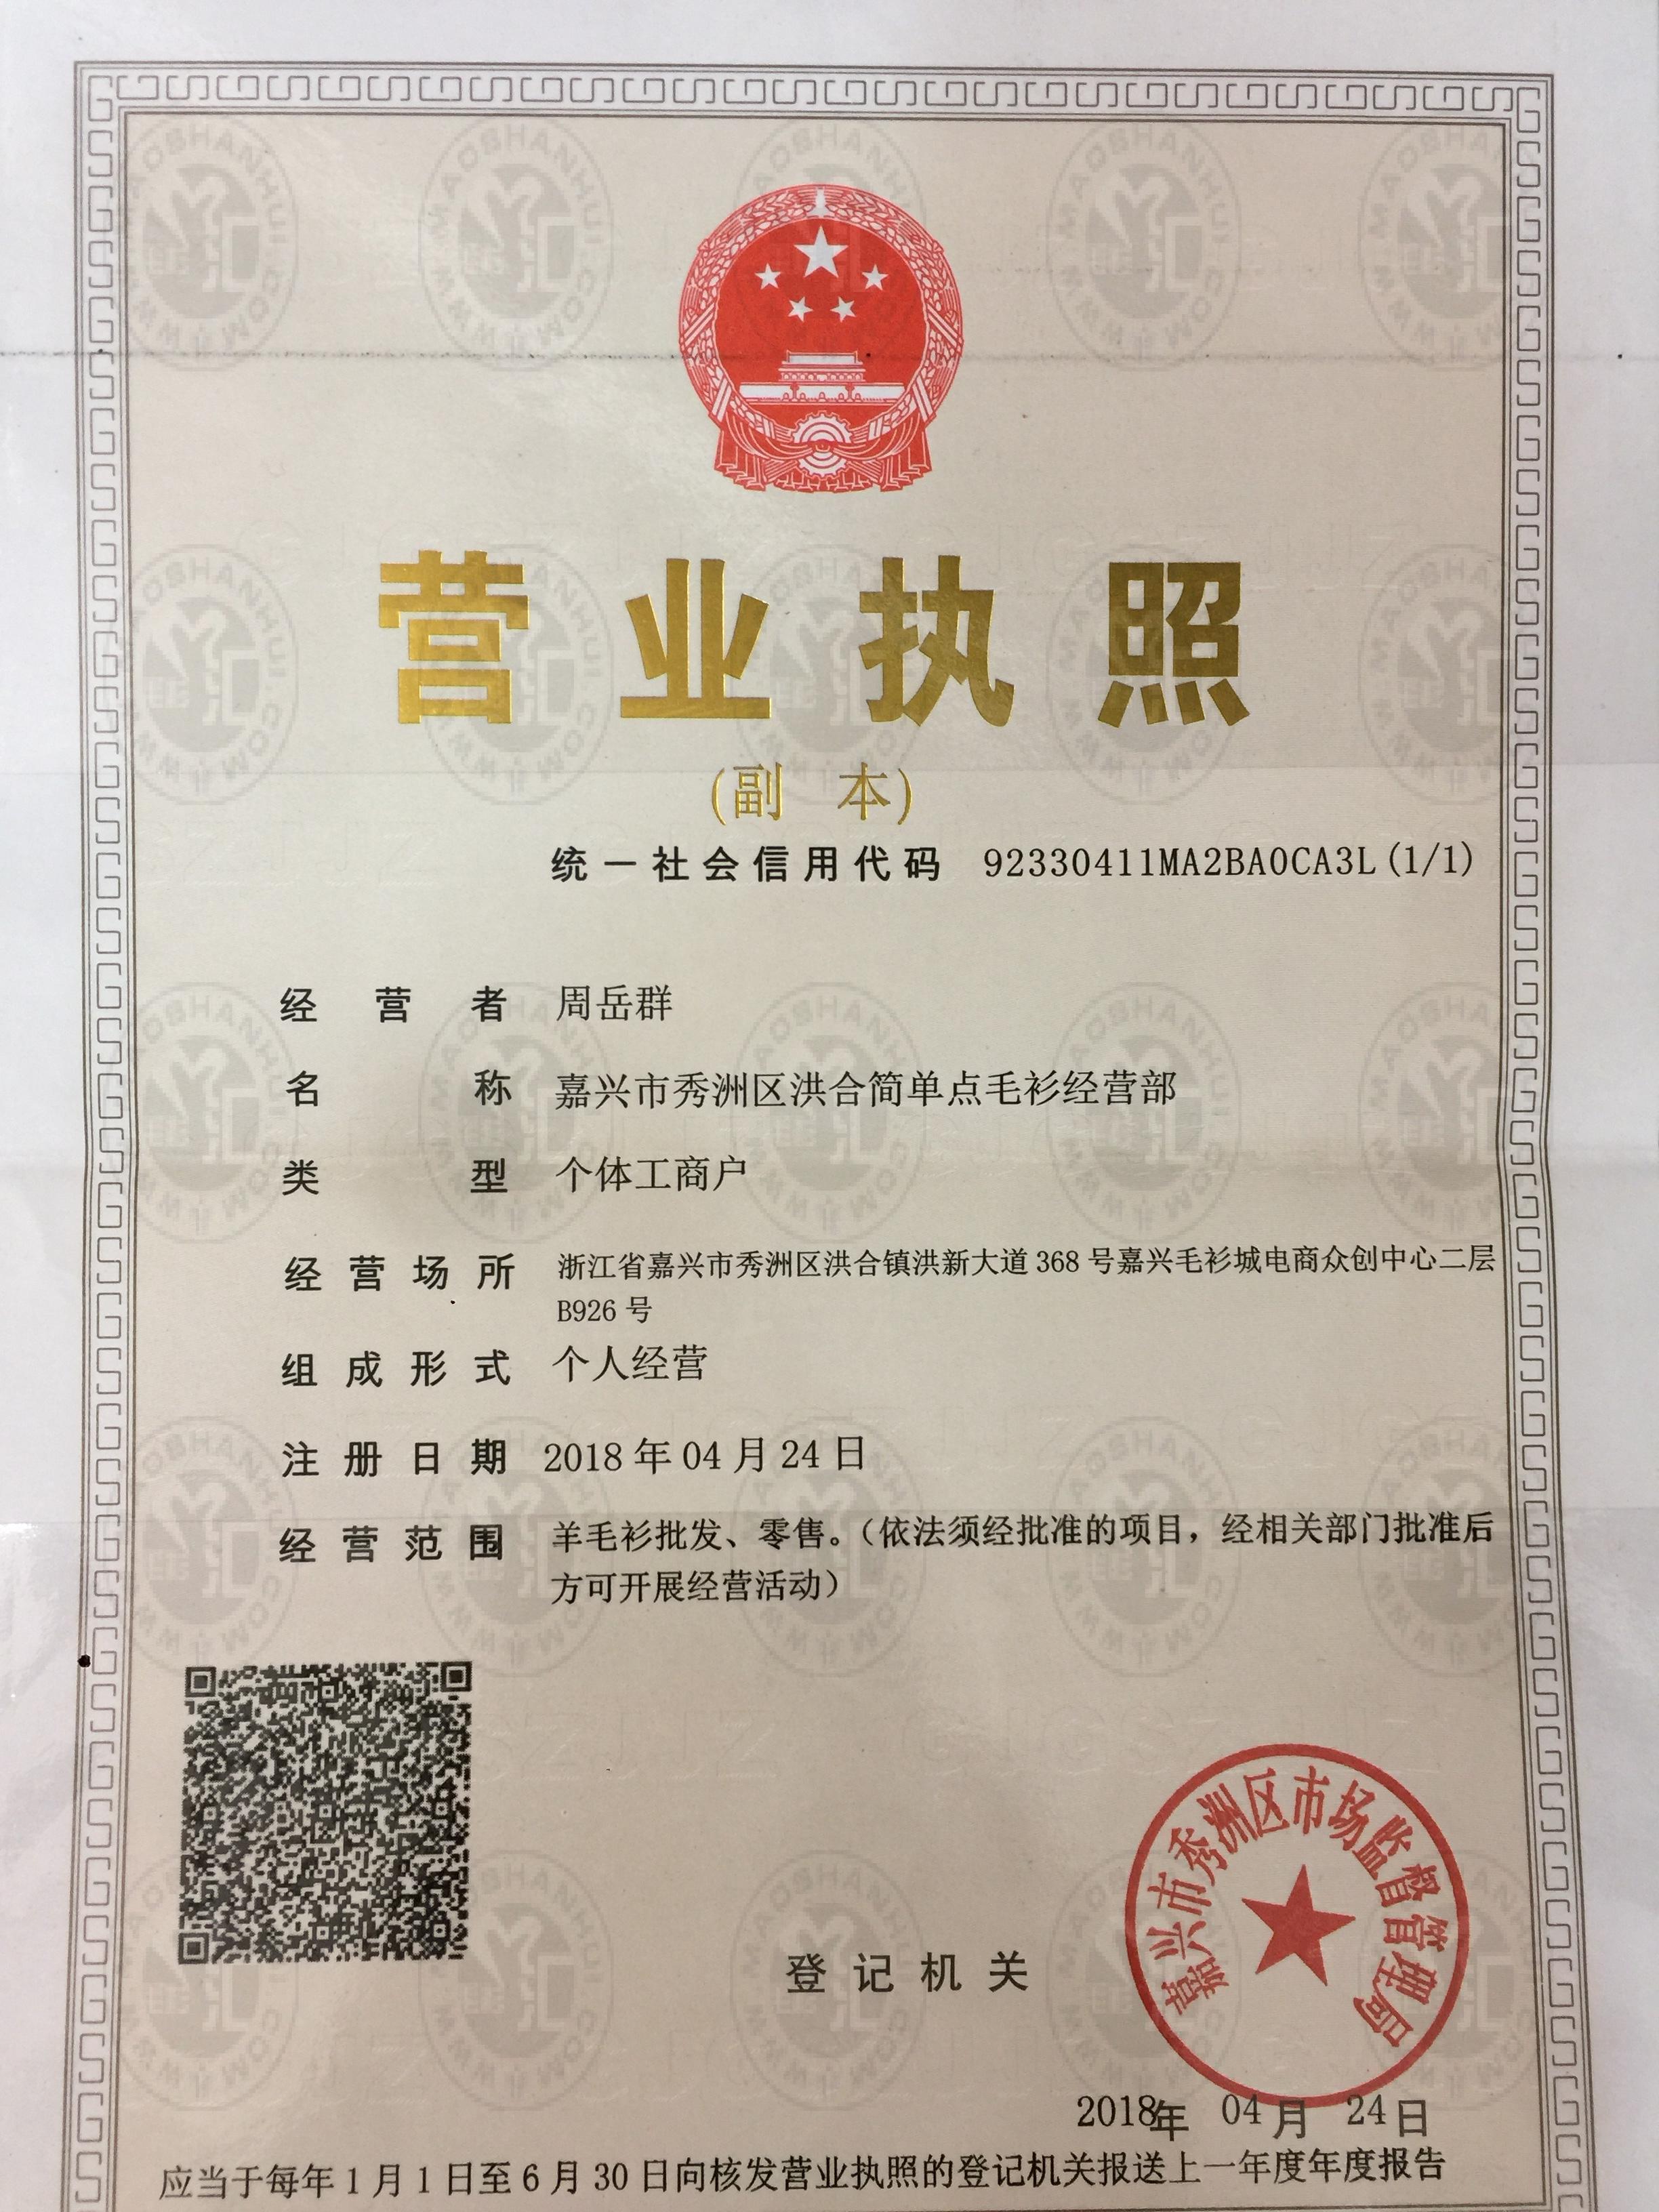 营业执照
(副 本)
统一社会信用代码 92330411MA2BA0CA3L(1/1)
经营者 周岳群
名称 嘉兴市秀洲区洪合简单点毛衫经营部
类型 个体工商户
经营场所 浙江省嘉兴市秀洲区洪合镇洪新大道368号嘉兴毛衫城电商众创中心二层
B926号
组成形式 个人经营
注册日期 2018年04月24日
经营范围 羊毛衫批发、零售。（依法须经批准的项目，经相关部门批准后
方可开展经营活动）
嘉兴市秀洲区市场监督管理局
登记机关
2018年 04月 24日
应当于每年1月1日至6月30日向核发营业执照的登记机关报送上一年度年度报告